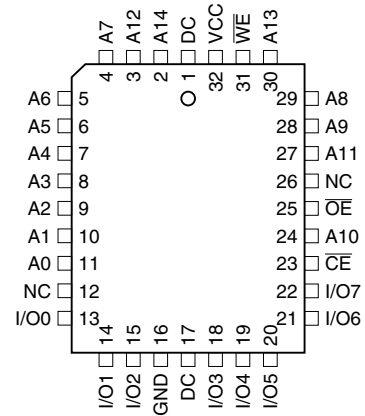 A7 A12 A14 DC VCC WE A13
4 3 2 1 32 31 30
A6 5 29 A8
A5 6 28 A9
A4 7 27 A11
A3 8 26 NC
A2 9 25 OE
A1 10 24 A10
A0 11 23 CE
NC 12 22 I/O7
I/O0 13 21 I/O6
14 15 16 17 18 19 20
I/O1 I/O2 GND DC I/O3 I/O4 I/O5